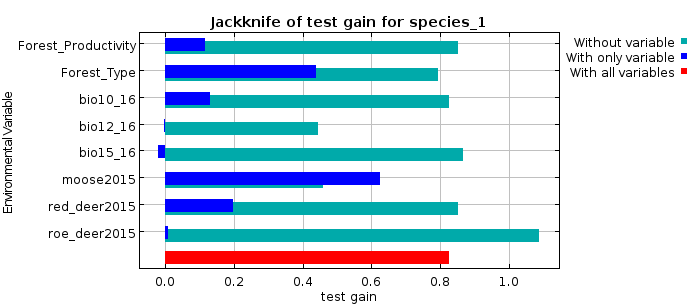 Jackknife of test gain for species_1
Environmental Variable
Forest_Productivity
Forest_Type
bio10_16
bio12_16
bio15_16
moose2015
red_deer2015
roe_deer2015
0.0 0.2 0.4 0.6 0.8 1.0
test gain
Without variable
With only variable
With all variables